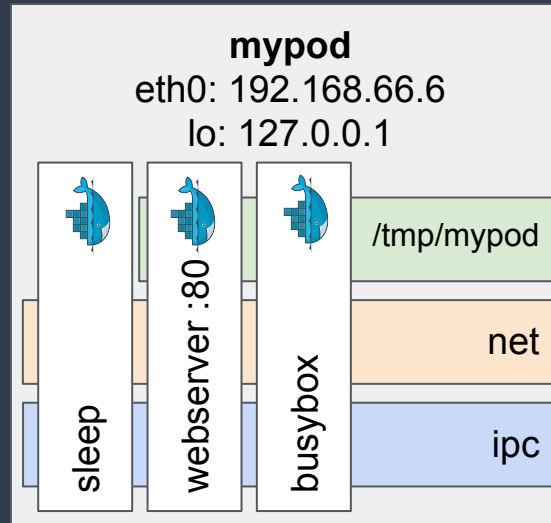 mypod
eth0: 192.168.66.6
lo: 127.0.0.1
/tmp/mypod
net
ipc
sleep
webserver :80
busybox